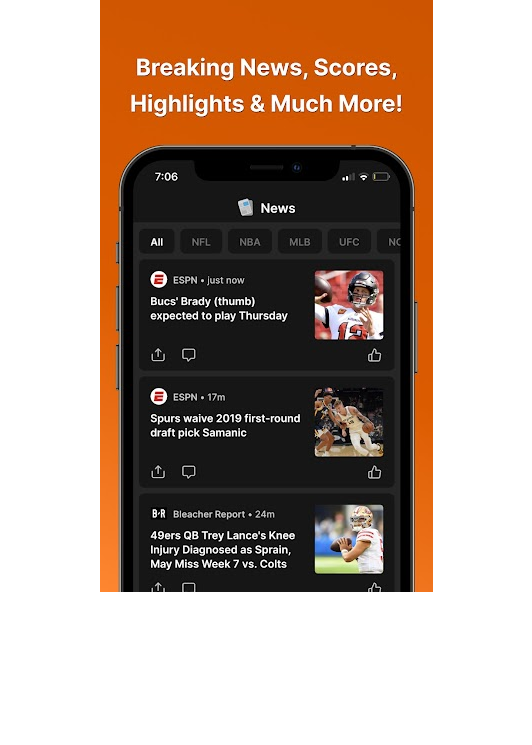 Breaking News, Scores,
Highlights & Much More!
7:06
News
All
NFL
NBA
MLB
UFC
NC
ESPN • just now
Bucs' Brady (thumb)
expected to play Thursday
12
ESPN • 17m
Spurs waive 2019 first-round
draft pick Samanic
B·R
Bleacher Report • 24m
49ers QB Trey Lance's Knee
Injury Diagnosed as Sprain,
May Miss Week 7 vs. Colts